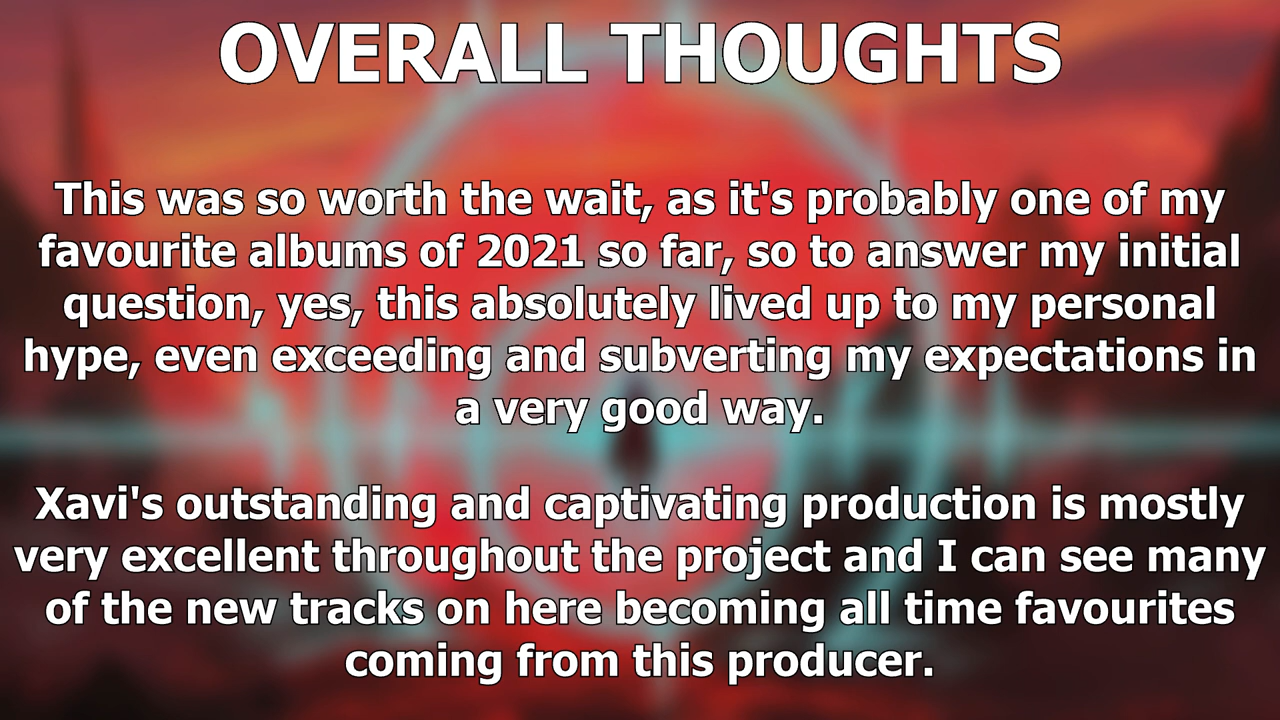 OVERALL THOUGHTS
This was so worth the wait, as it's probably one of my
favourite albums of 2021 so far, so to answer my initial
question, yes, this absolutely lived up to my personal
hype, even exceeding and subverting my expectations in
a very good way.
Xavi's outstanding and captivating production is mostly
very excellent throughout the project and I can see many
of the new tracks on here becoming all time favourites
coming from this producer.